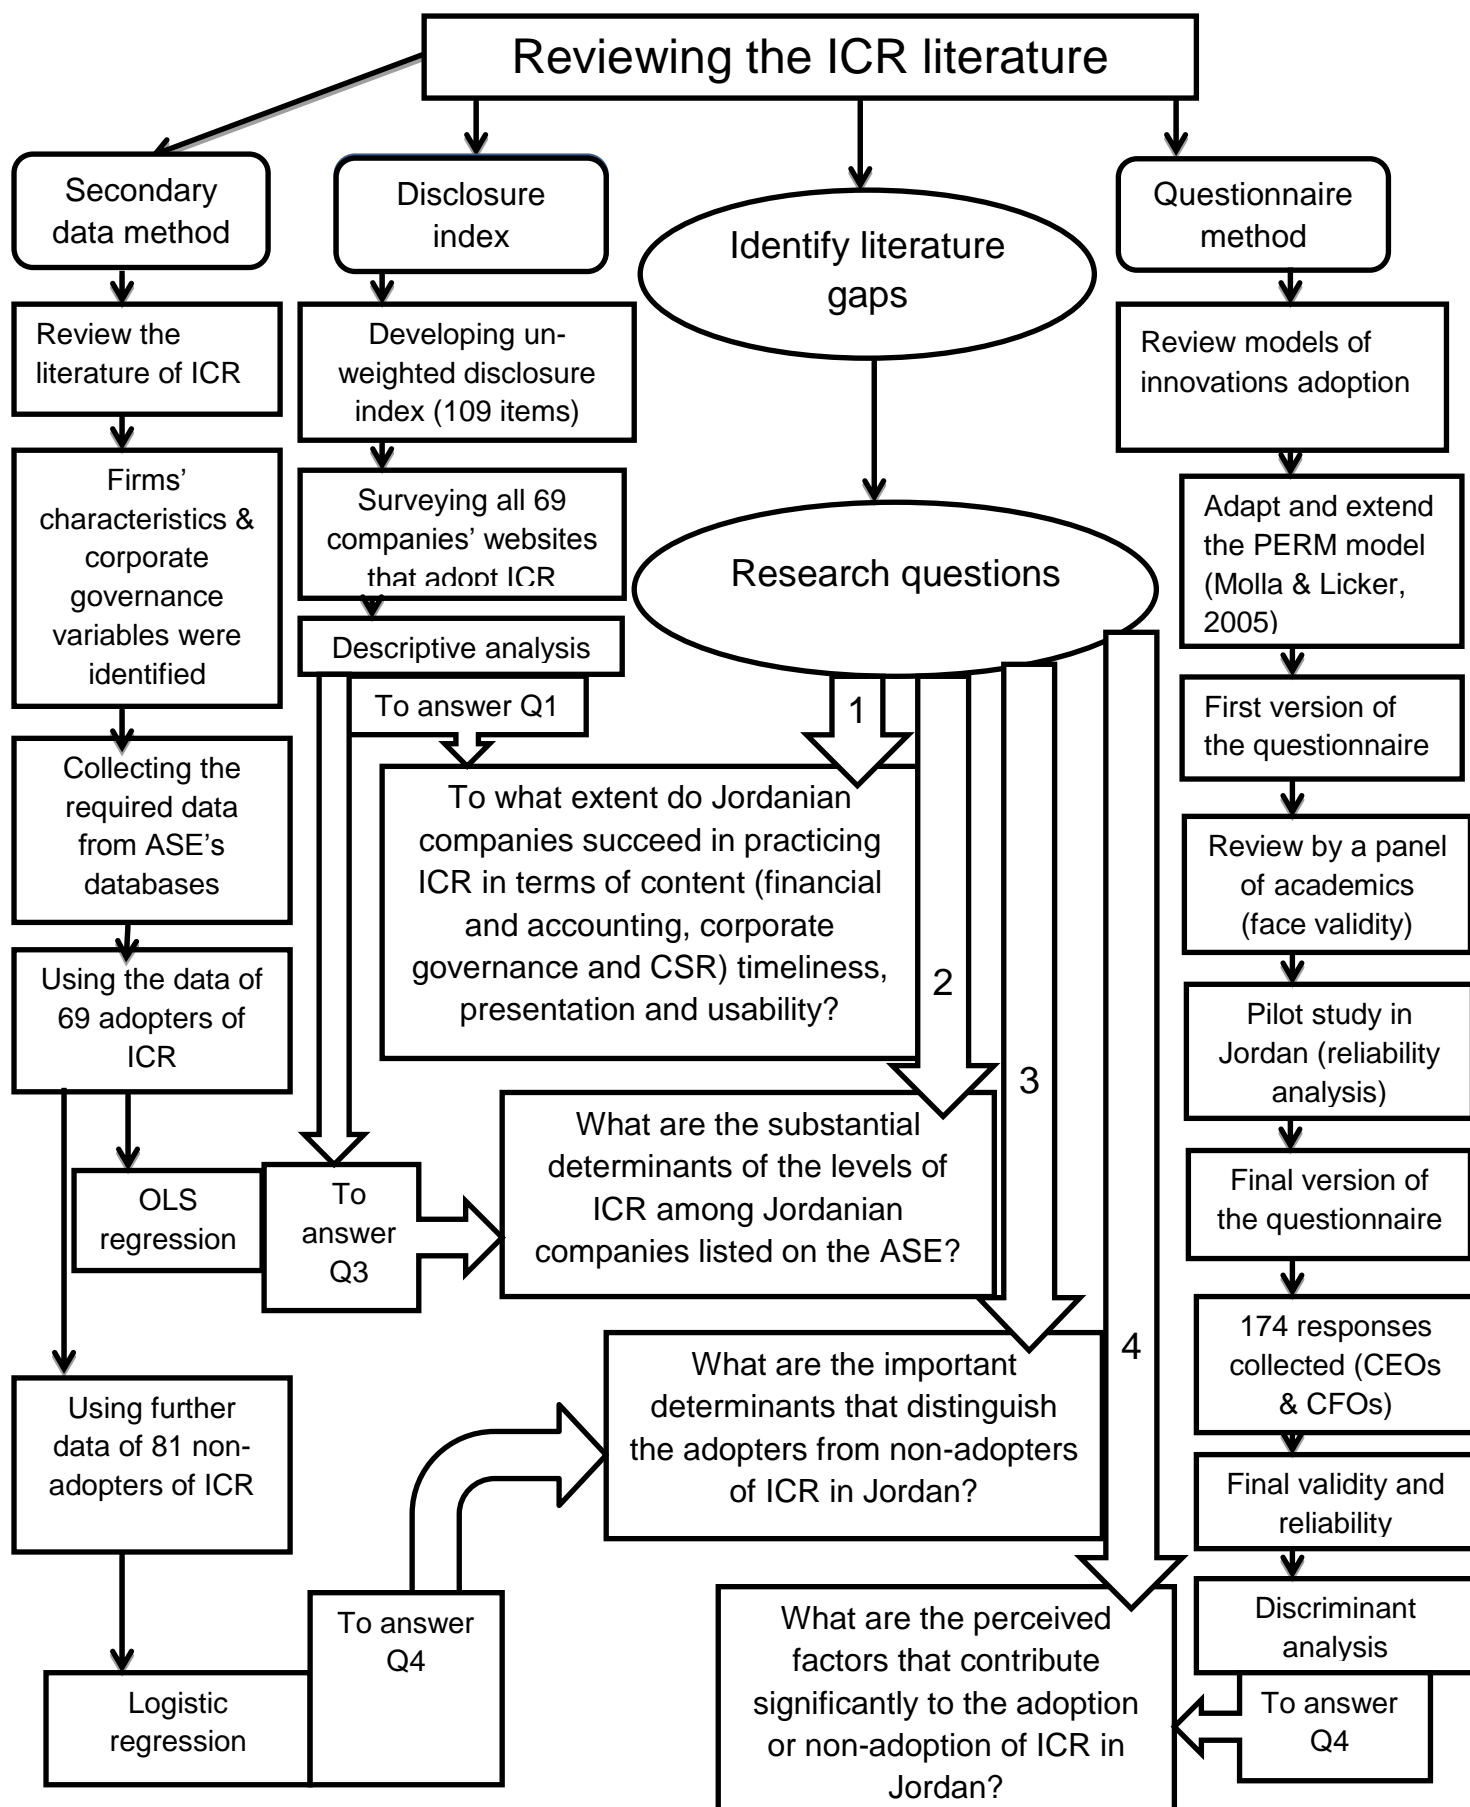 Reviewing the ICR literature
Secondary
data method
Review the
literature of ICR
Firms’
characteristics &
corporate
governance
variables were
identified
Collecting the
required data
from ASE’s
databases
Using the data of
69 adopters of
ICR
OLS
regression
Using further
data of 81 non-
adopters of ICR
Logistic
regression
Disclosure
index
Developing un-
weighted disclosure
index (109 items)
Surveying all 69
companies’ websites
that adopt ICR
Descriptive analysis
To answer Q1
To
answer
Q3
To answer
Q4
Identify literature
gaps
Research questions
1
To what extent do Jordanian
companies succeed in practicing
ICR in terms of content (financial
and accounting, corporate
governance and CSR) timeliness,
presentation and usability?
2
What are the substantial
determinants of the levels of
ICR among Jordanian
companies listed on the ASE?
3
What are the important
determinants that distinguish
the adopters from non-adopters
of ICR in Jordan?
4
What are the perceived
factors that contribute
significantly to the adoption
or non-adoption of ICR in
Jordan?
Questionnaire
method
Review models of
innovations adoption
Adapt and extend
the PERM model
(Molla & Licker,
2005)
First version of
the questionnaire
Review by a panel
of academics
(face validity)
Pilot study in
Jordan (reliability
analysis)
Final version of
the questionnaire
174 responses
collected (CEOs
& CFOs)
Final validity and
reliability
Discriminant
analysis
To answer
Q4